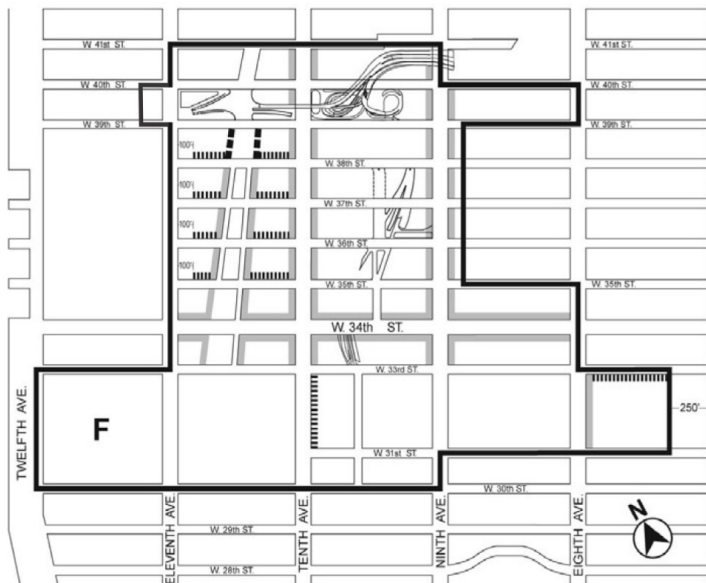 W. 41st ST.
W. 41st ST.
W. 40th ST.
W. 40th ST.
W. 39th ST.
W. 39th ST.
100'
W. 38th ST.
100'
W. 37th ST.
100'
W. 36th ST.
100'
W. 35th ST.
W. 35th ST.
W. 34th ST.
W. 33rd ST.
F
250'
TWELFTH AVE.
W. 31st ST.
W. 30th ST.
ELEVENTH AVE.
TENTH AVE.
NINTH AVE.
EIGHTH AVE.
N
W. 29th ST.
W. 28th ST.